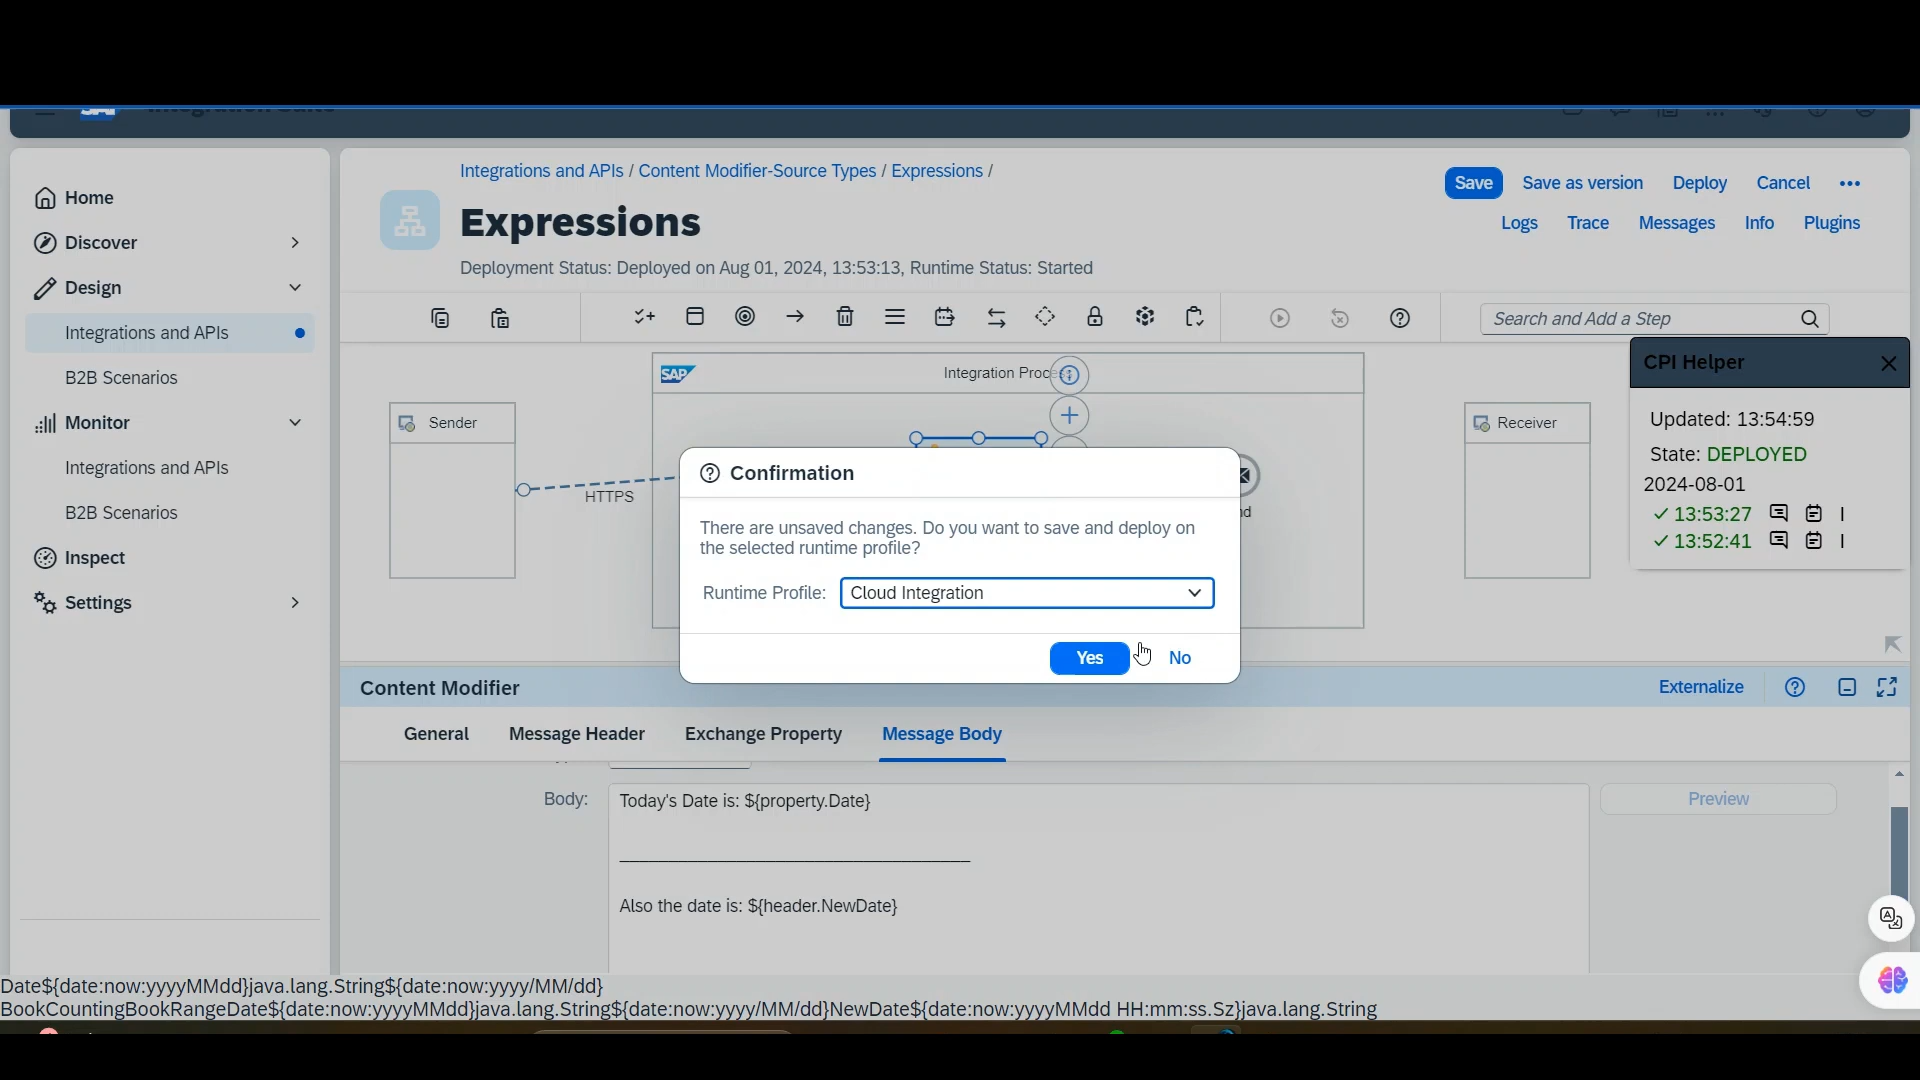 Integrations and APIs / Content Modifier-Source Types / Expressions /
Expressions
Deployment Status: Deployed on Aug 01, 2024, 13:53:13, Runtime Status: Started
Save
Save as version
Deploy
Cancel
Logs
Trace
Messages
Info
Plugins
Home
Discover
Design
Integrations and APIs
B2B Scenarios
Monitor
Integrations and APIs
B2B Scenarios
Inspect
Settings
Search and Add a Step
SAP
Integration Process
Sender
HTTPS
Receiver
CPI Helper
Updated: 13:54:59
State: DEPLOYED
2024-08-01
13:53:27
13:52:41
Confirmation
There are unsaved changes. Do you want to save and deploy on
the selected runtime profile?
Runtime Profile: Cloud Integration
Yes
No
Content Modifier
Externalize
General
Message Header
Exchange Property
Message Body
Body:
Today's Date is: ${property.Date}
Also the date is: ${header.NewDate}
Preview
Date${date:now:yyyyMMdd}java.lang.String${date:now:yyyy/MM/dd}
BookCountingBookRangeDate${date:now:yyyyMMdd}java.lang.String${date:now:yyyy/MM/dd}NewDate${date:now:yyyyMMdd HH:mm:ss.Sz}java.lang.String